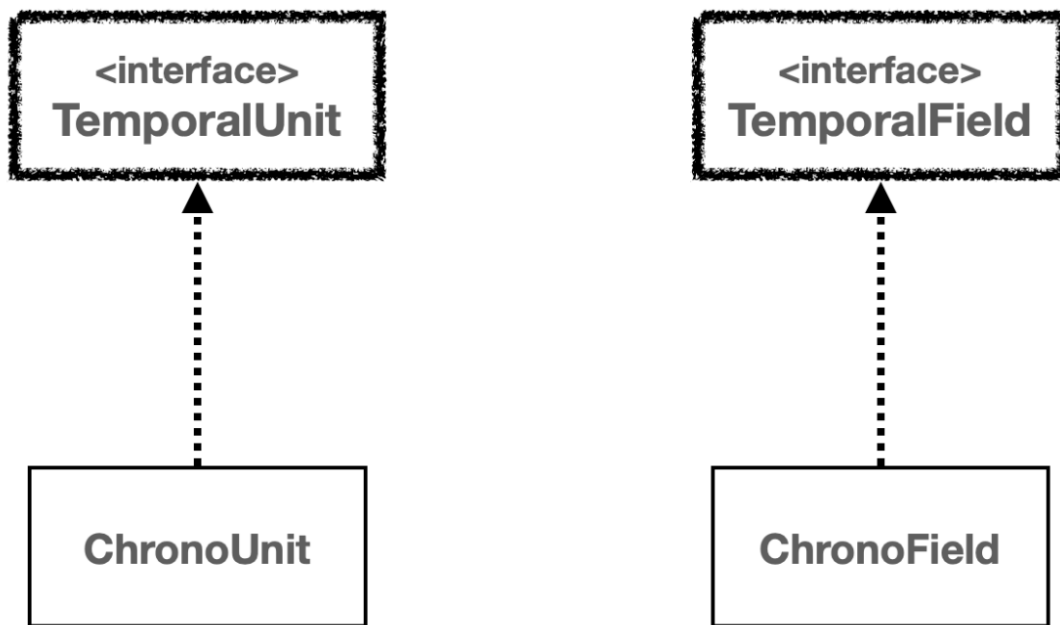 <interface>
TemporalUnit
<interface>
TemporalField
ChronoUnit
ChronoField